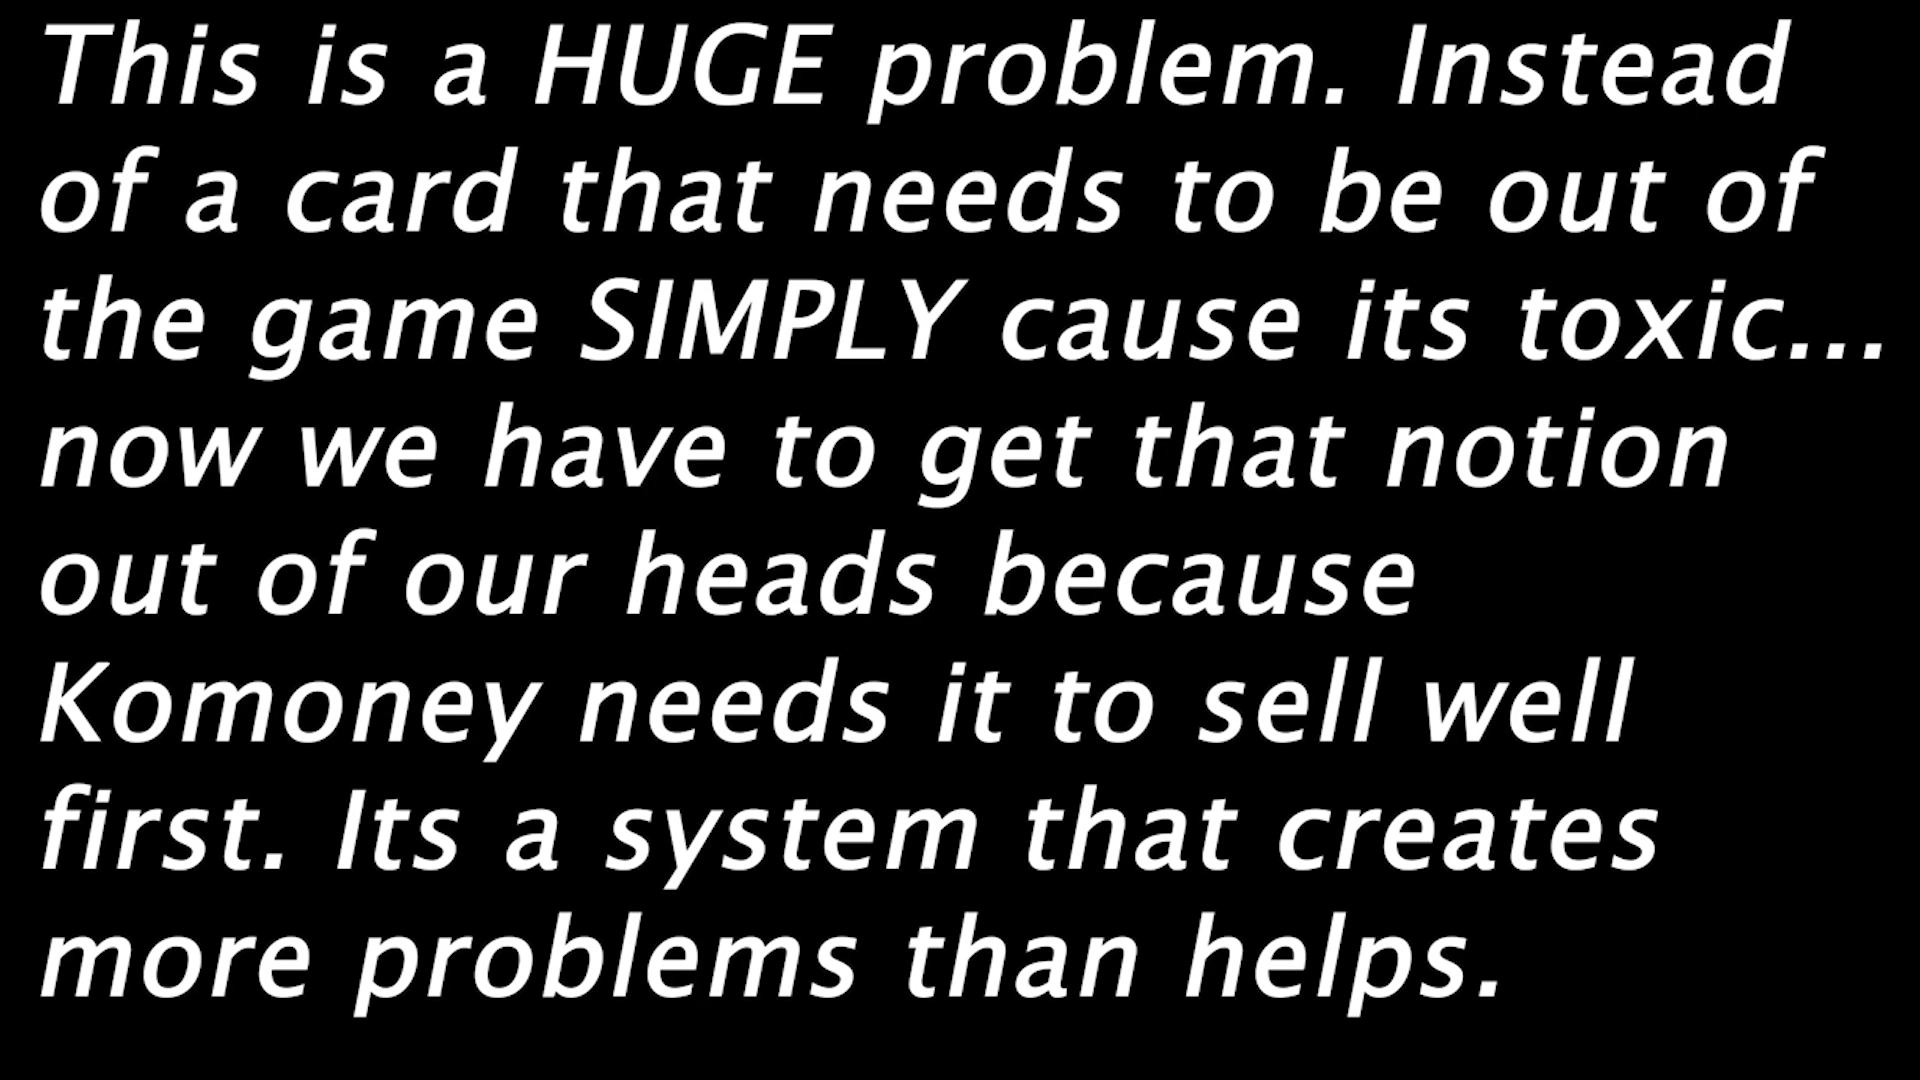 This is a HUGE problem. Instead
of a card that needs to be out of
the game SIMPLY cause its toxic...
now we have to get that notion
out of our heads because
Komoney needs it to sell well
first. Its a system that creates
more problems than helps.